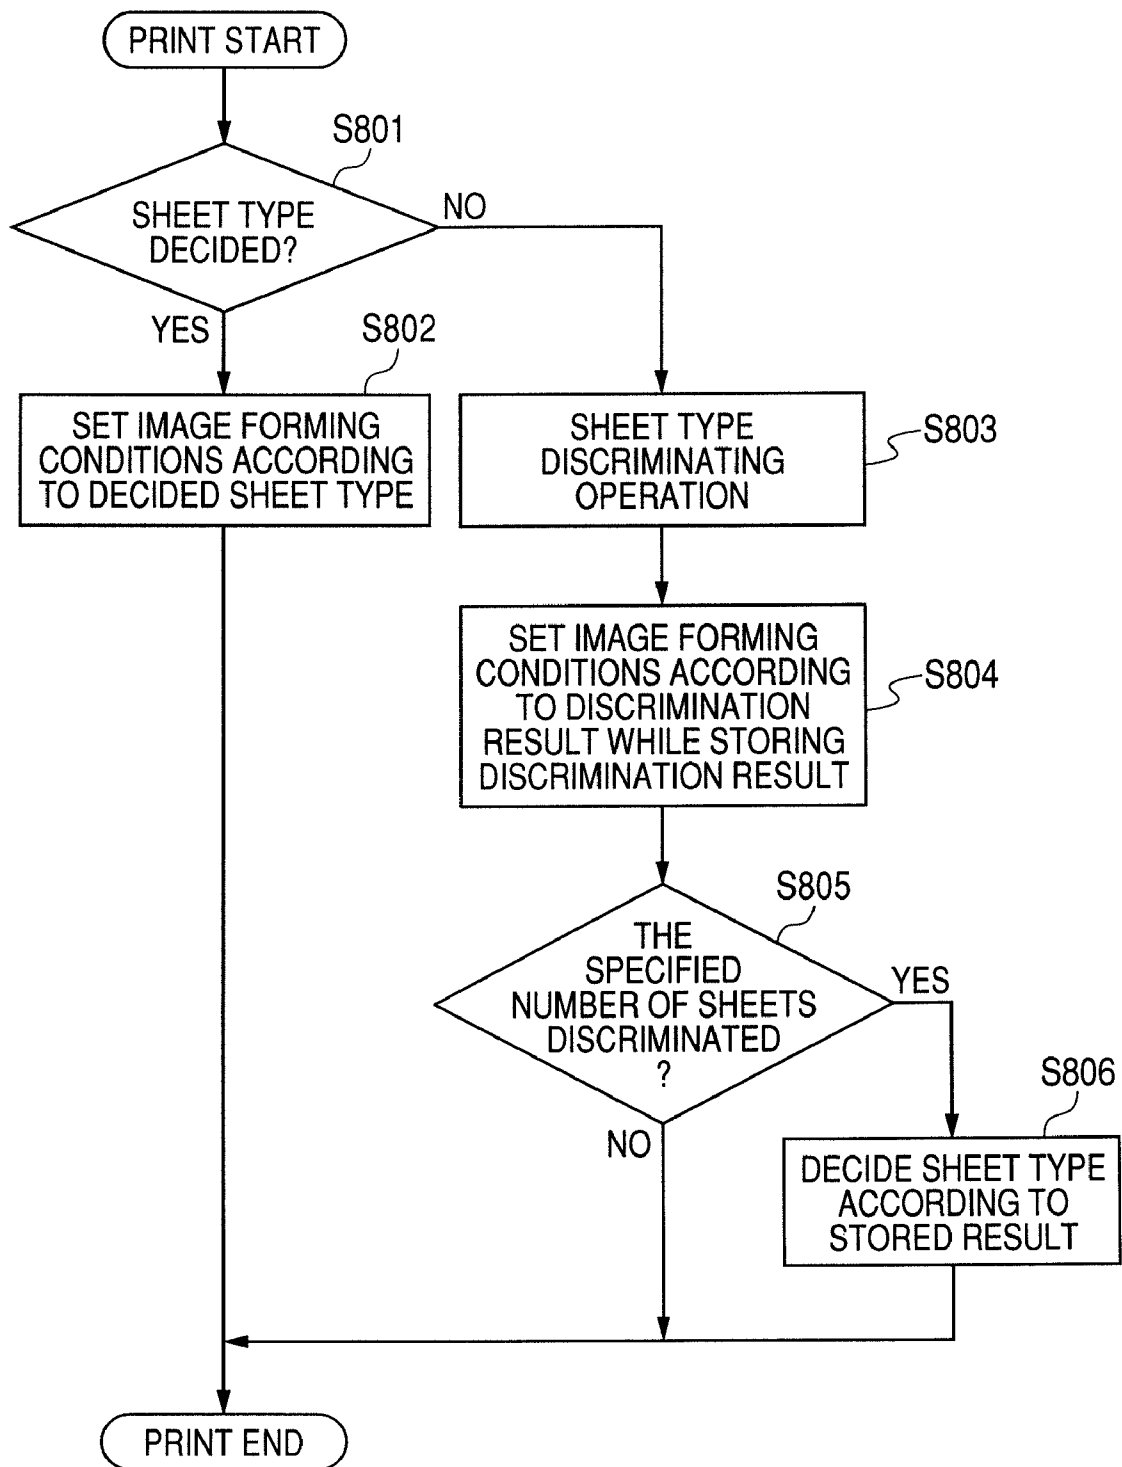 PRINT START
S801
SHEET TYPE
DECIDED?
NO
YES
S802
SET IMAGE FORMING
CONDITIONS ACCORDING
TO DECIDED SHEET TYPE
SHEET TYPE
DISCRIMINATING
OPERATION
S803
SET IMAGE FORMING
CONDITIONS ACCORDING
TO DISCRIMINATION
RESULT WHILE STORING
DISCRIMINATION RESULT
S804
S805
THE
SPECIFIED
NUMBER OF SHEETS
DISCRIMINATED
?
YES
NO
S806
DECIDE SHEET TYPE
ACCORDING TO
STORED RESULT
PRINT END